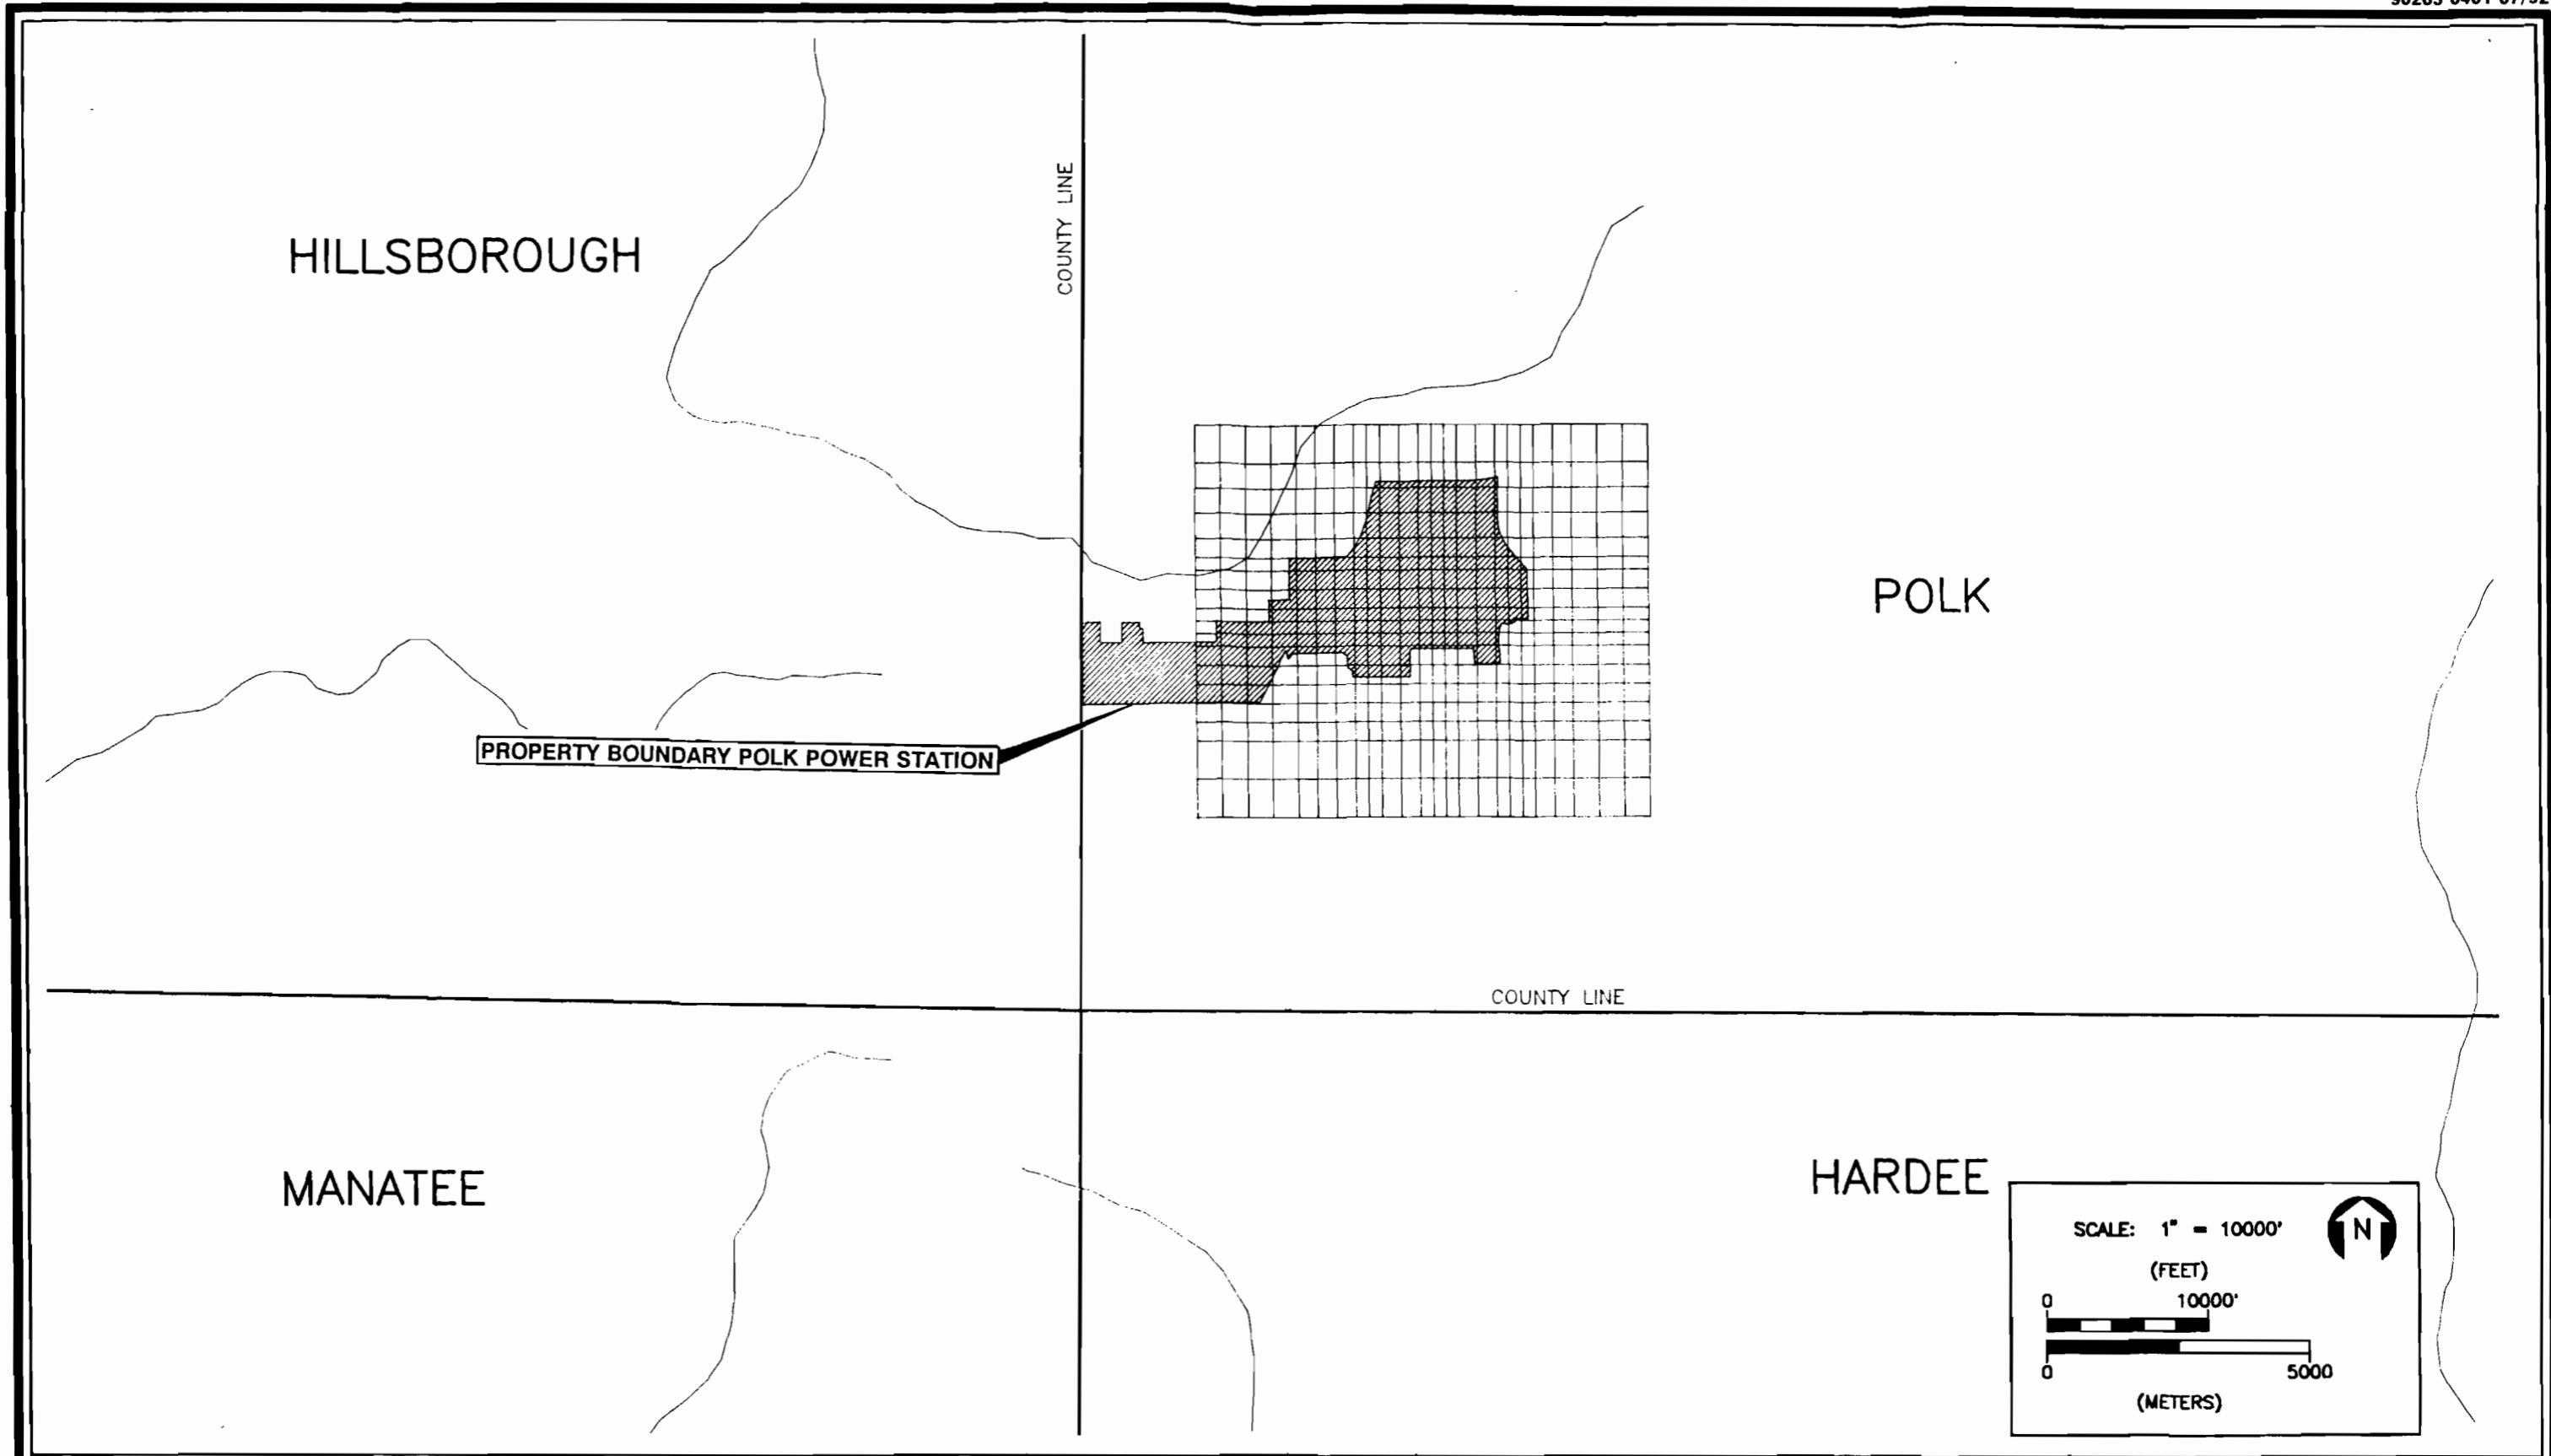 HILLSBOROUGH
COUNTY LINE
POLK
PROPERTY BOUNDARY POLK POWER STATION
COUNTY LINE
MANATEE
HARDEE
SCALE: 1" = 10000'
N
(FEET)
0 10000'
0 5000
(METERS)